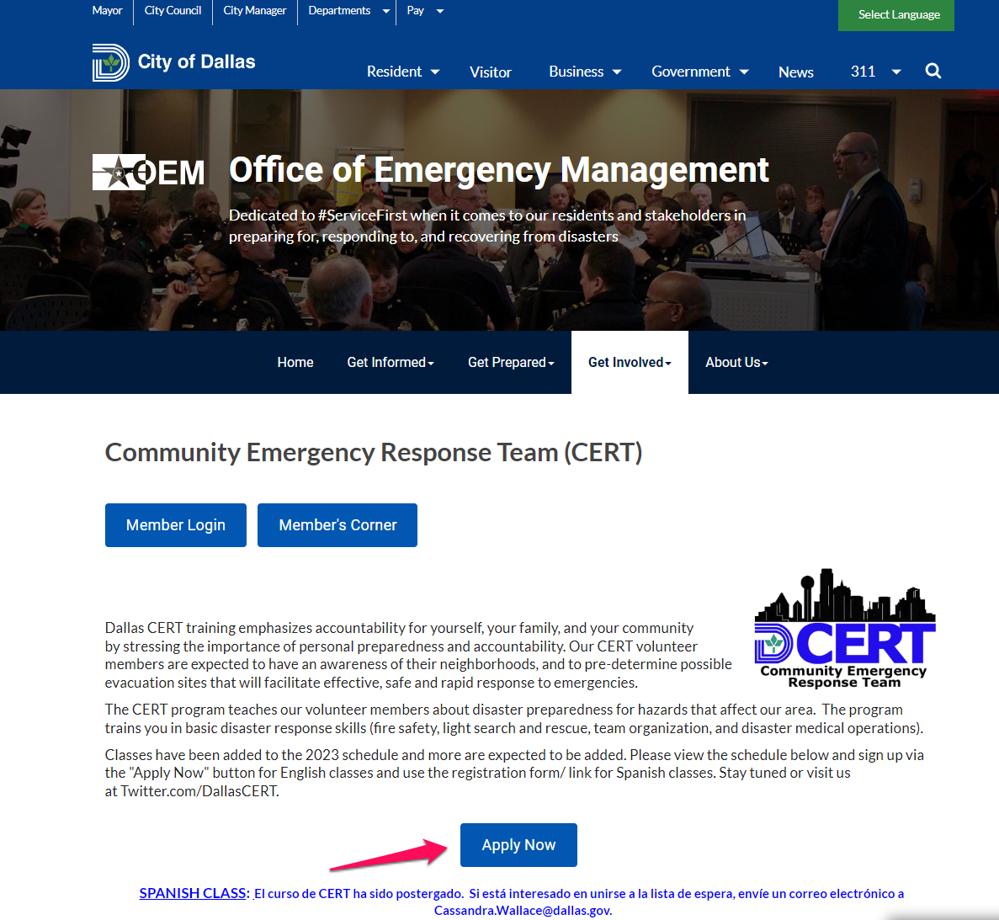 Mayor City Council City Manager Departments Pay
Select Language
City of Dallas
Resident Visitor Business Government News 311
OEM
Office of Emergency Management
Dedicated to #ServiceFirst when it comes to our residents and stakeholders in
preparing for, responding to, and recovering from disasters
Home Get Informed Get Prepared Get Involved About Us
Community Emergency Response Team (CERT)
Member Login Member's Corner
DCERT
Community Emergency
Response Team
Dallas CERT training emphasizes accountability for yourself, your family, and your community
by stressing the importance of personal preparedness and accountability. Our CERT volunteer
members are expected to have an awareness of their neighborhoods, and to pre-determine possible
evacuation sites that will facilitate effective, safe and rapid response to emergencies.
The CERT program teaches our volunteer members about disaster preparedness for hazards that affect our area. The program
trains you in basic disaster response skills (fire safety, light search and rescue, team organization, and disaster medical operations).
Classes have been added to the 2023 schedule and more are expected to be added. Please view the schedule below and sign up via
the "Apply Now" button for English classes and use the registration form/ link for Spanish classes. Stay tuned or visit us
at Twitter.com/DallasCERT.
Apply Now
SPANISH CLASS: El curso de CERT ha sido postergado. Si está interesado en unirse a la lista de espera, envíe un correo electrónico a
Cassandra.Wallace@dallas.gov.